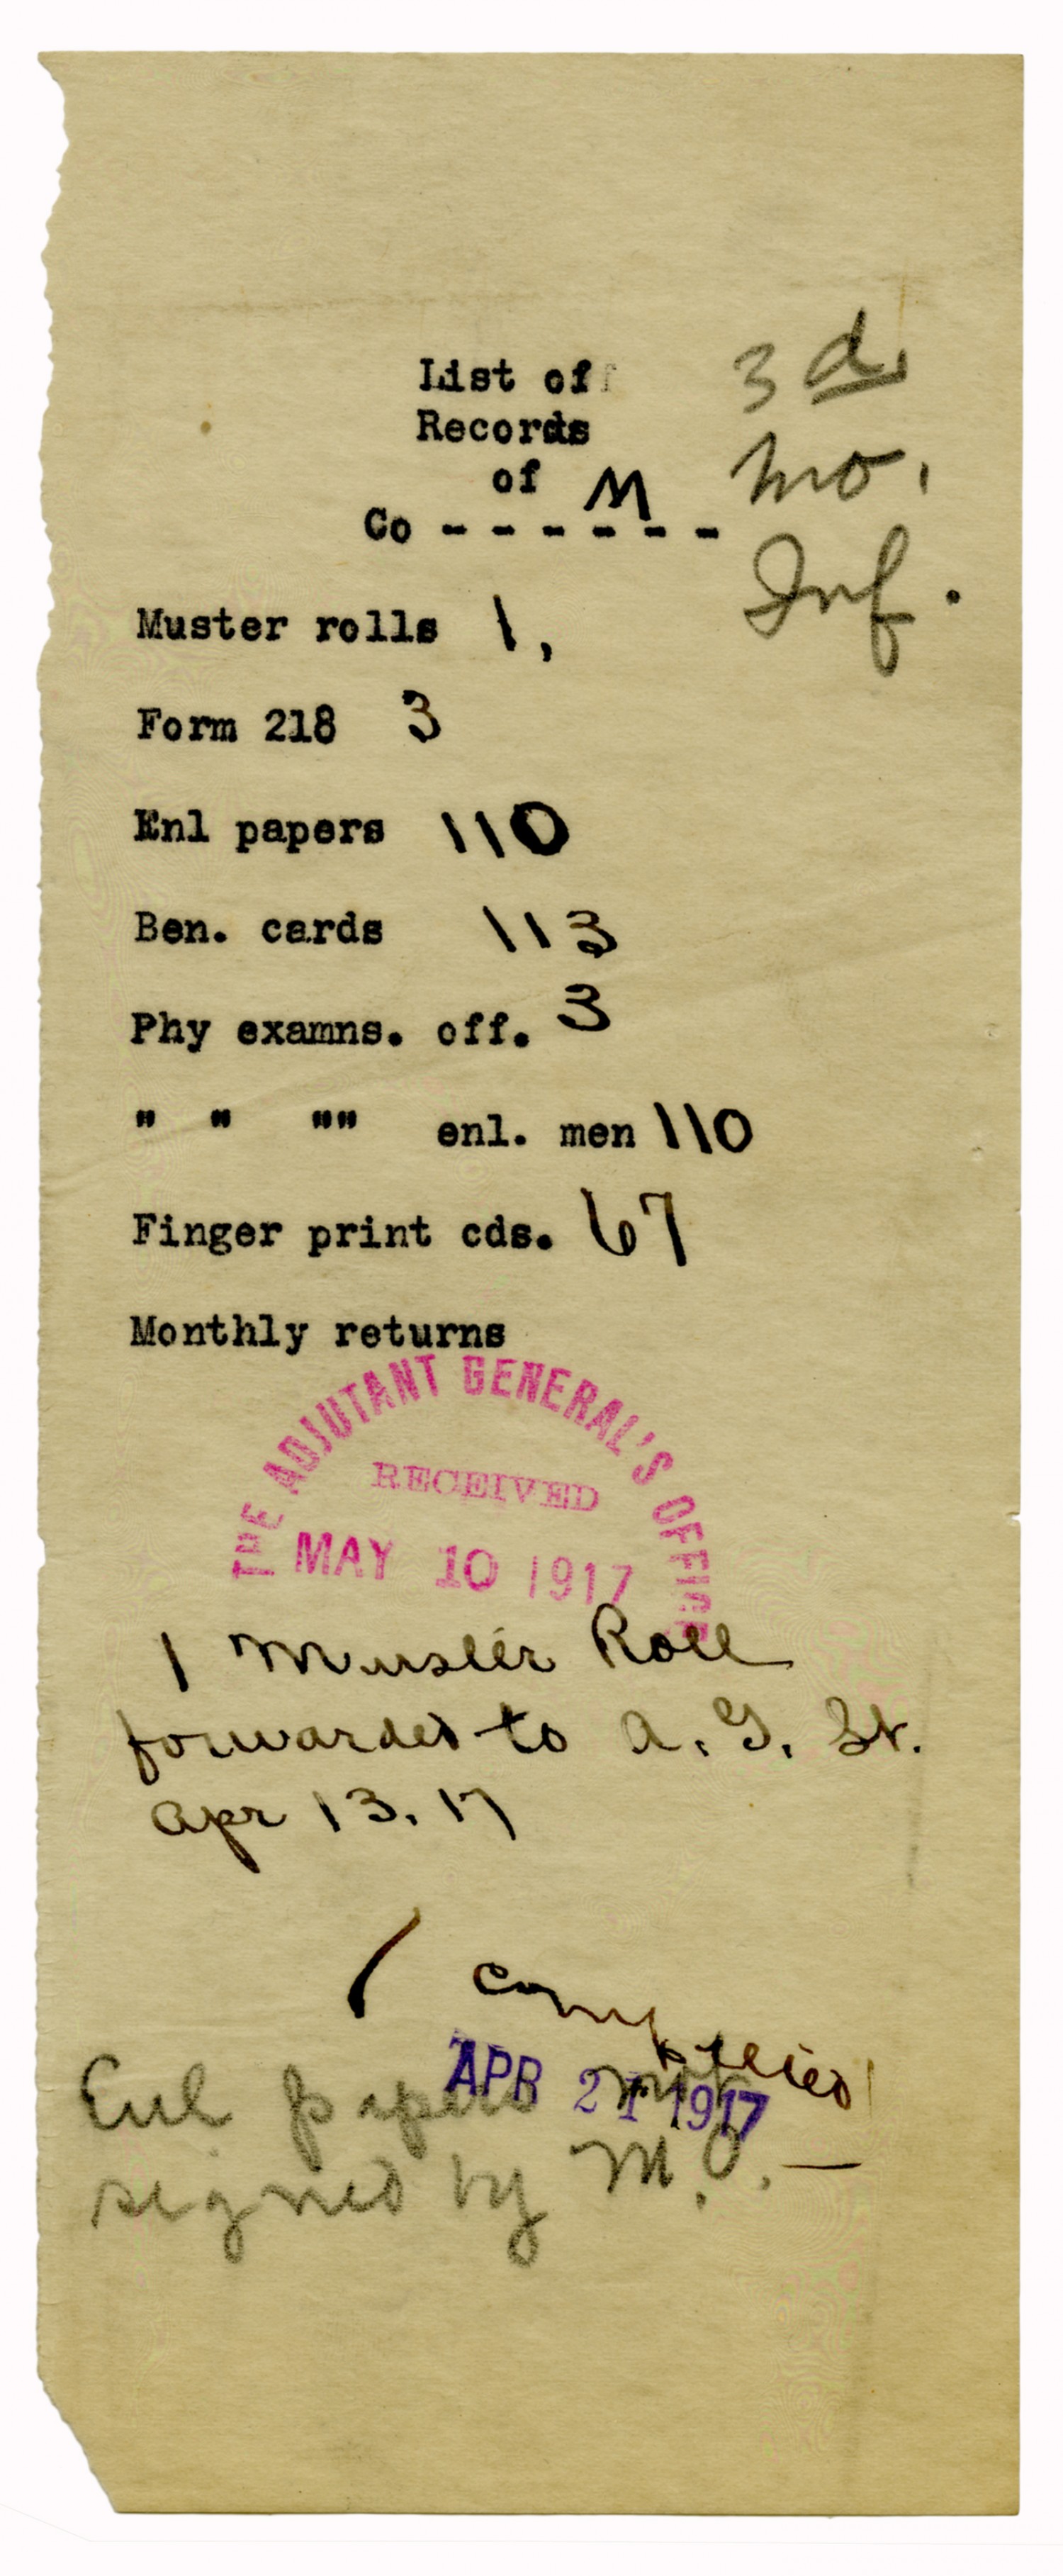 List of
Records
of
Co - - M - - -
3d.
Mo.
Inf.
Muster rolls 1,
Form 218 3
Enl papers 110
Ben. cards 113
Phy examns. off. 3
" " "" enl. men 110
Finger print cds. 67
Monthly returns
THE ADJUTANT GENERAL'S OFFICE
RECEIVED
MAY 10 1917
1 Muster Roll
forwarded to A. G. St.
Apr 13. 17
Completed
APR 21 1917
Enl papers not
signed by M.O. —